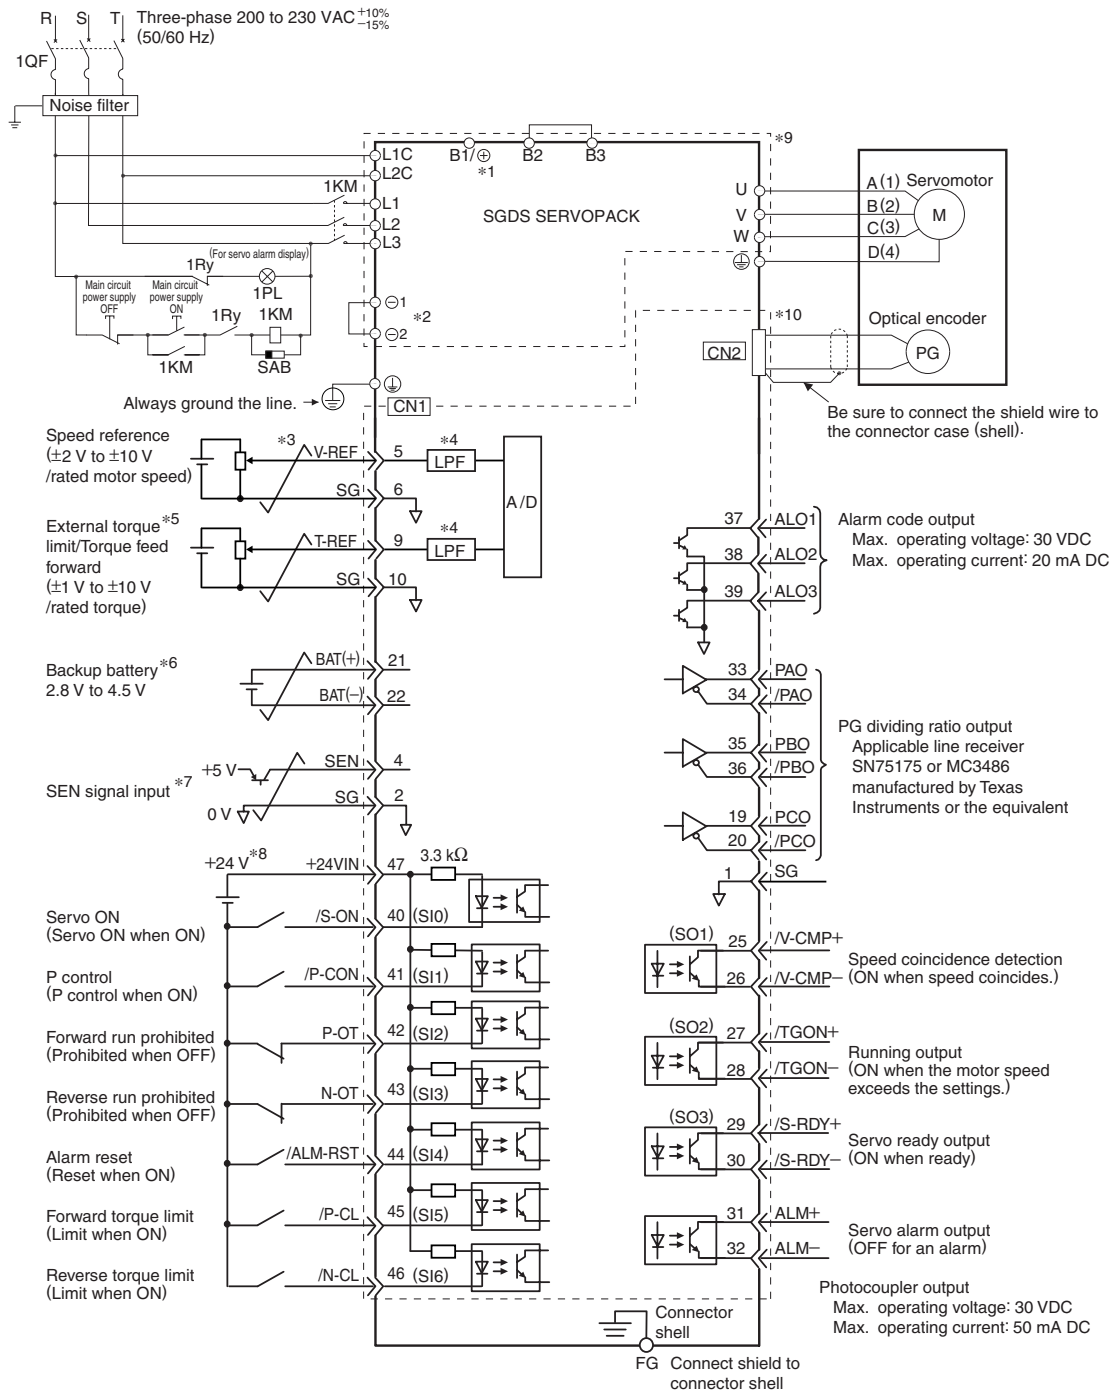 R S T Three-phase 200 to 230 VAC +10% −15%
(50/60 Hz)
1QF
Noise filter
*9
L1C
L2C
B1/⊕
*1
B2
B3
1KM
L1
L2
L3
SGDS SERVOPACK
U
V
W
A(1)
B(2)
C(3)
D(4)
Servomotor
M
(For servo alarm display)
1Ry
1PL
Main circuit
power supply
OFF
Main circuit
power supply
ON
1Ry
1KM
1KM
SAB
⊖1
*2
⊖2
*10
Optical encoder
CN2
PG
Always ground the line.
CN1
Be sure to connect the shield wire to
the connector case (shell).
Speed reference
(±2 V to ±10 V
/rated motor speed)
*3
V-REF
5
*4
LPF
SG
6
A/D
External torque*5
limit/Torque feed
forward
(±1 V to ±10 V
/rated torque)
T-REF
9
*4
LPF
SG
10
37 ALO1
38 ALO2
39 ALO3
Alarm code output
Max. operating voltage: 30 VDC
Max. operating current: 20 mA DC
Backup battery*6
2.8 V to 4.5 V
BAT(+) 21
BAT(−) 22
33 PAO
34 /PAO
35 PBO
36 /PBO
19 PCO
20 /PCO
PG dividing ratio output
Applicable line receiver
SN75175 or MC3486
manufactured by Texas
Instruments or the equivalent
SEN signal input *7
+5 V
SEN 4
0 V
SG 2
1 SG
+24 V*8
+24VIN 47
3.3 kΩ
Servo ON
(Servo ON when ON)
/S-ON 40 (SI0)
P control
(P control when ON)
/P-CON 41 (SI1)
Forward run prohibited
(Prohibited when OFF)
P-OT 42 (SI2)
Reverse run prohibited
(Prohibited when OFF)
N-OT 43 (SI3)
Alarm reset
(Reset when ON)
/ALM-RST 44 (SI4)
Forward torque limit
(Limit when ON)
/P-CL 45 (SI5)
Reverse torque limit
(Limit when ON)
/N-CL 46 (SI6)
(SO1)
25 /V-CMP+
26 /V-CMP−
Speed coincidence detection
(ON when speed coincides.)
(SO2)
27 /TGON+
28 /TGON−
Running output
(ON when the motor speed
exceeds the settings.)
(SO3)
29 /S-RDY+
30 /S-RDY−
Servo ready output
(ON when ready)
31 ALM+
32 ALM−
Servo alarm output
(OFF for an alarm)
Photocoupler output
Max. operating voltage: 30 VDC
Max. operating current: 50 mA DC
Connector
shell
FG Connect shield to
connector shell